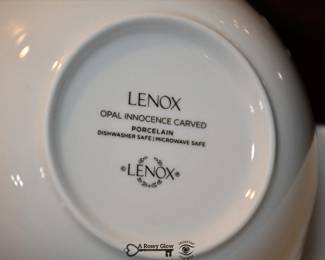 LENOX
OPAL INNOCENCE CARVED
PORCELAIN
DISHWASHER SAFE | MICROWAVE SAFE
© LENOX®
A Rosey Glow